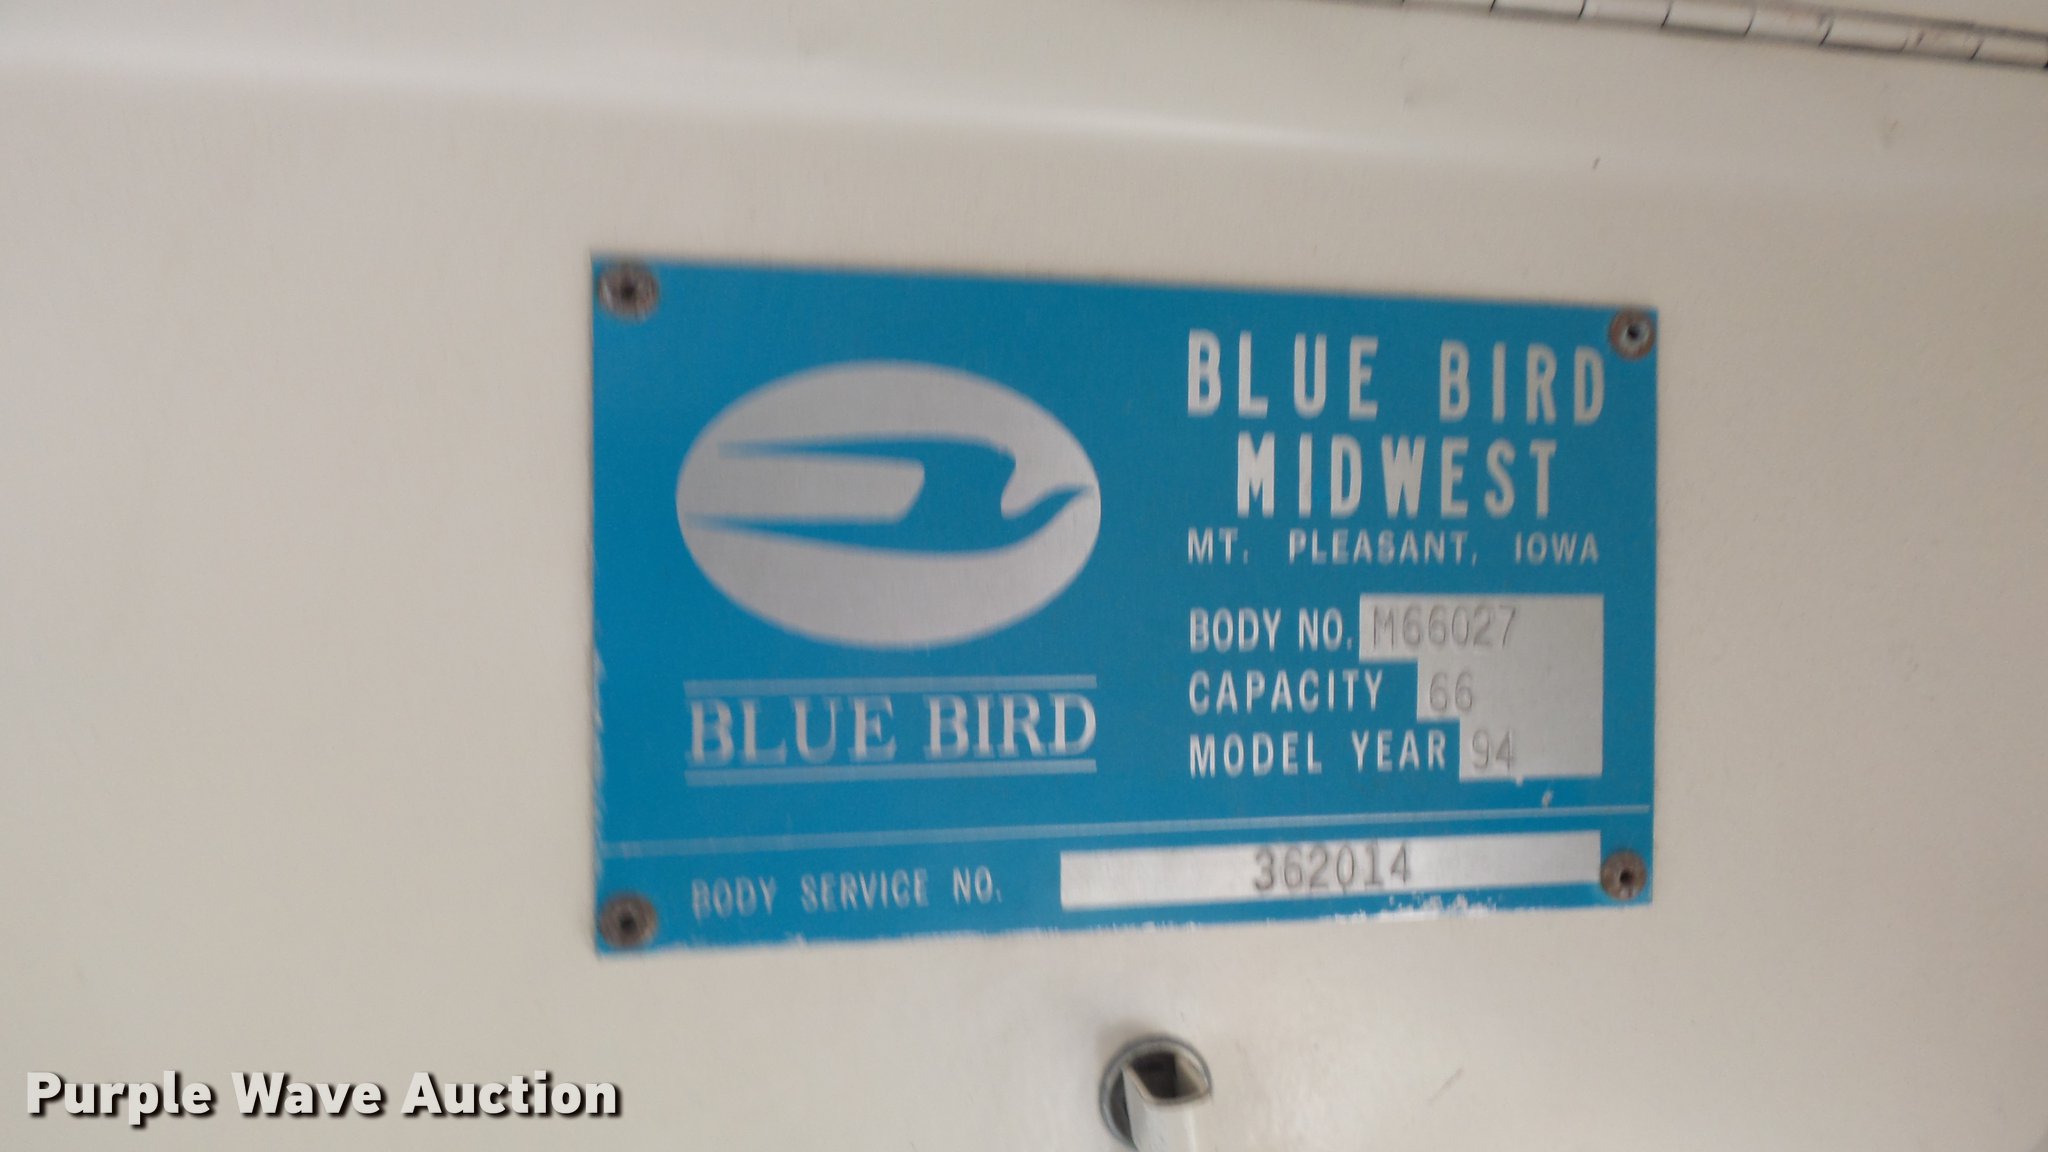 BLUE BIRD
MIDWEST
MT. PLEASANT, IOWA
BODY NO. M66027
CAPACITY 66
MODEL YEAR 94
BLUE BIRD
BODY SERVICE NO. 362014
Purple Wave Auction